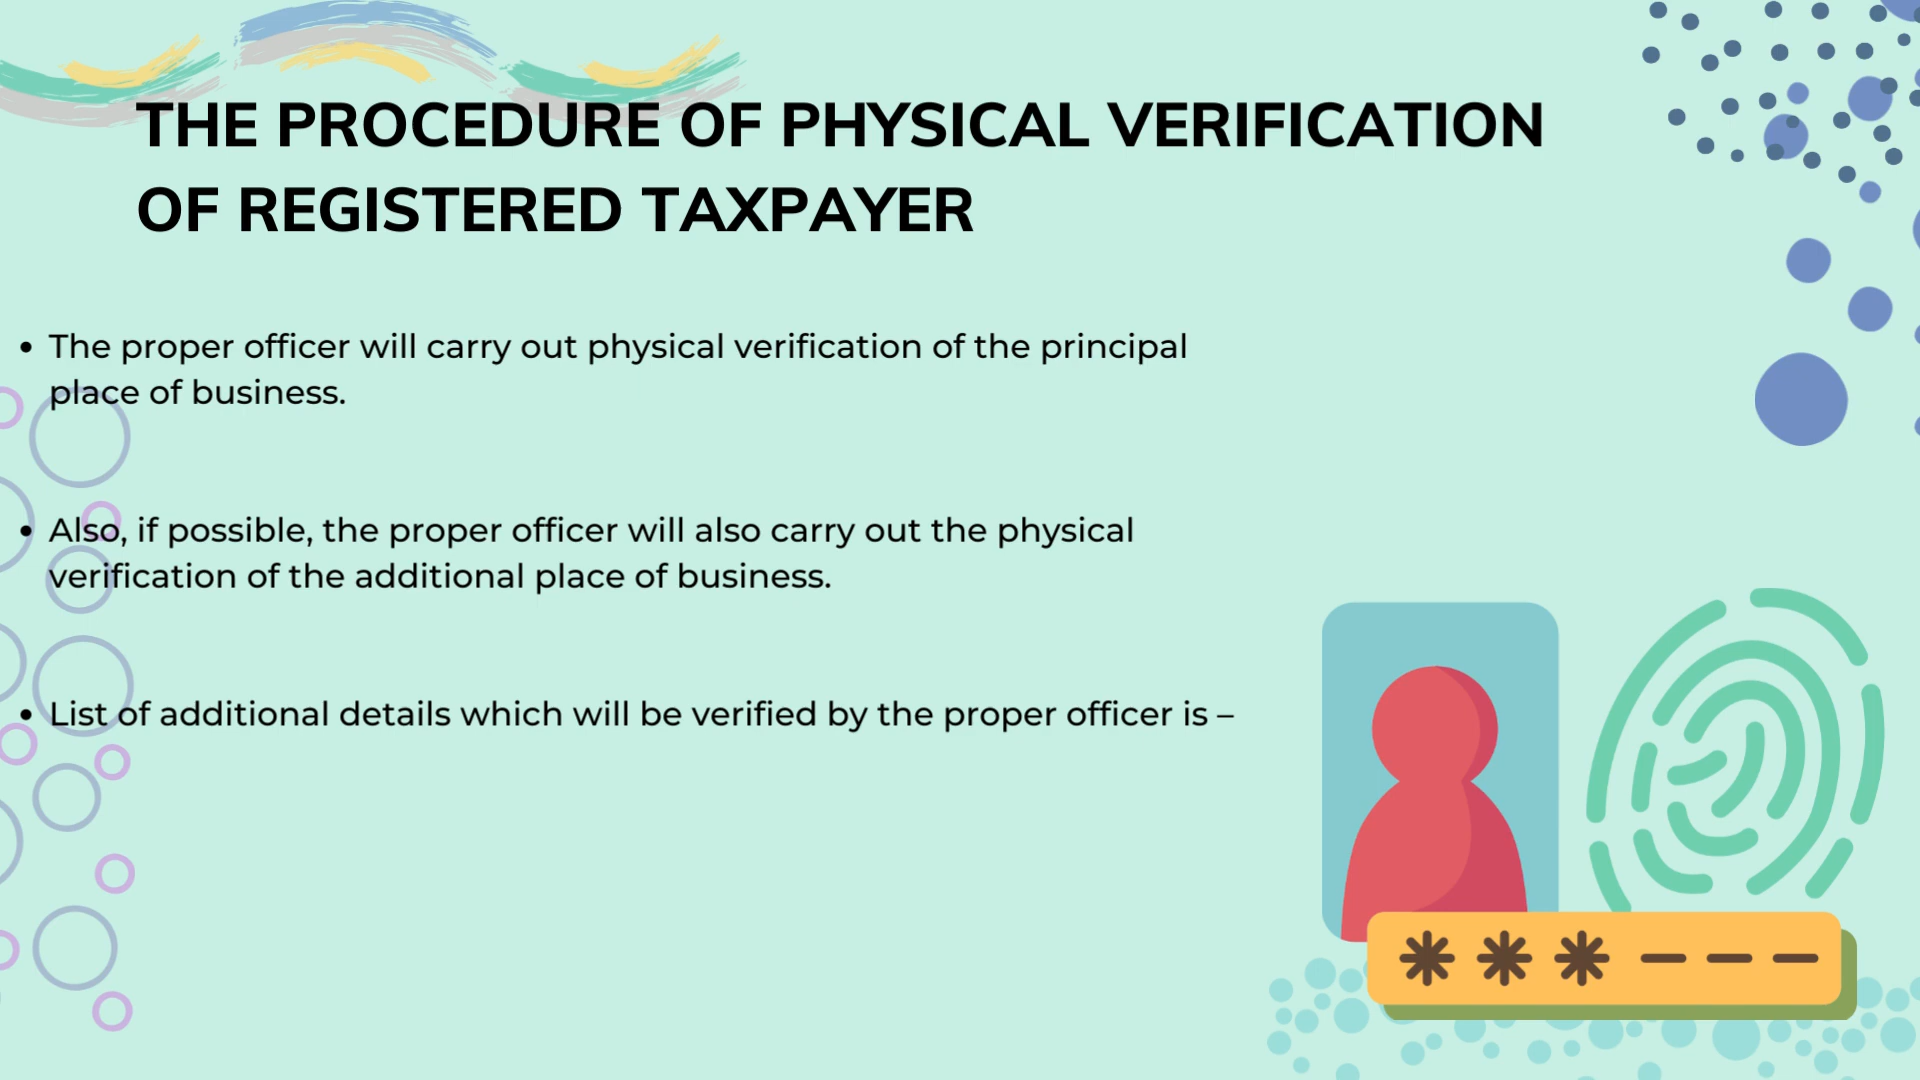 THE PROCEDURE OF PHYSICAL VERIFICATION
OF REGISTERED TAXPAYER
• The proper officer will carry out physical verification of the principal
place of business.
• Also, if possible, the proper officer will also carry out the physical
verification of the additional place of business.
• List of additional details which will be verified by the proper officer is –